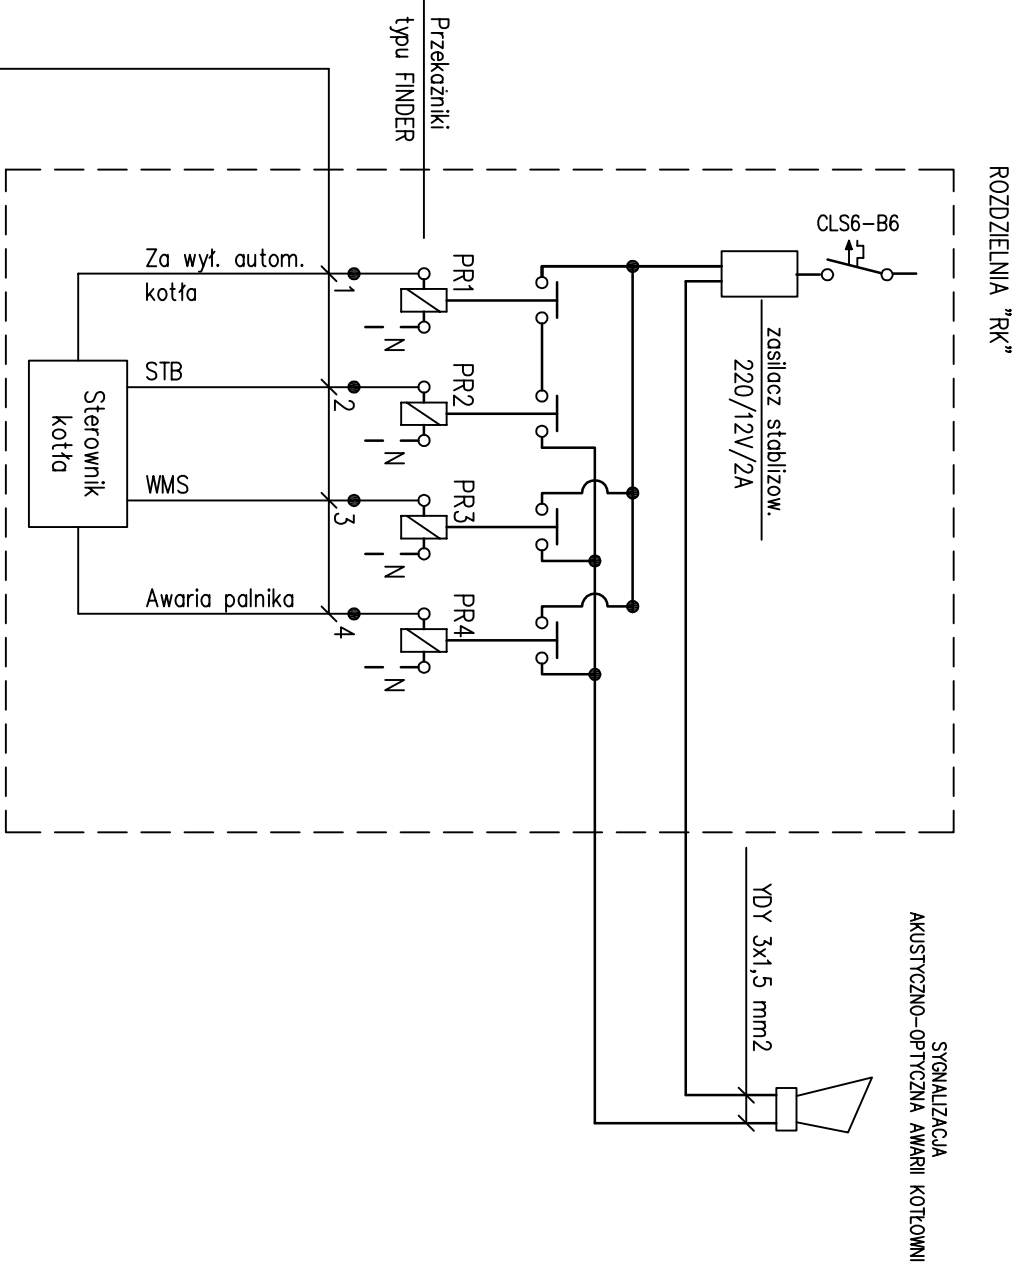 ROZDZIELNIA "RK"
CLS6-B6
zasilacz stablizow.
220/12V/2A
Przekaźniki
typu FINDER
PR1
PR2
PR3
PR4
N
N
N
N
1
2
3
4
Za wył. autom.
kotła
STB
WMS
Awaria palnika
Sterownik
kotła
YDY 3x1,5 mm2
SYGNALIZACJA
AKUSTYCZNO-OPTYCZNA AWARII KOTŁOWNI